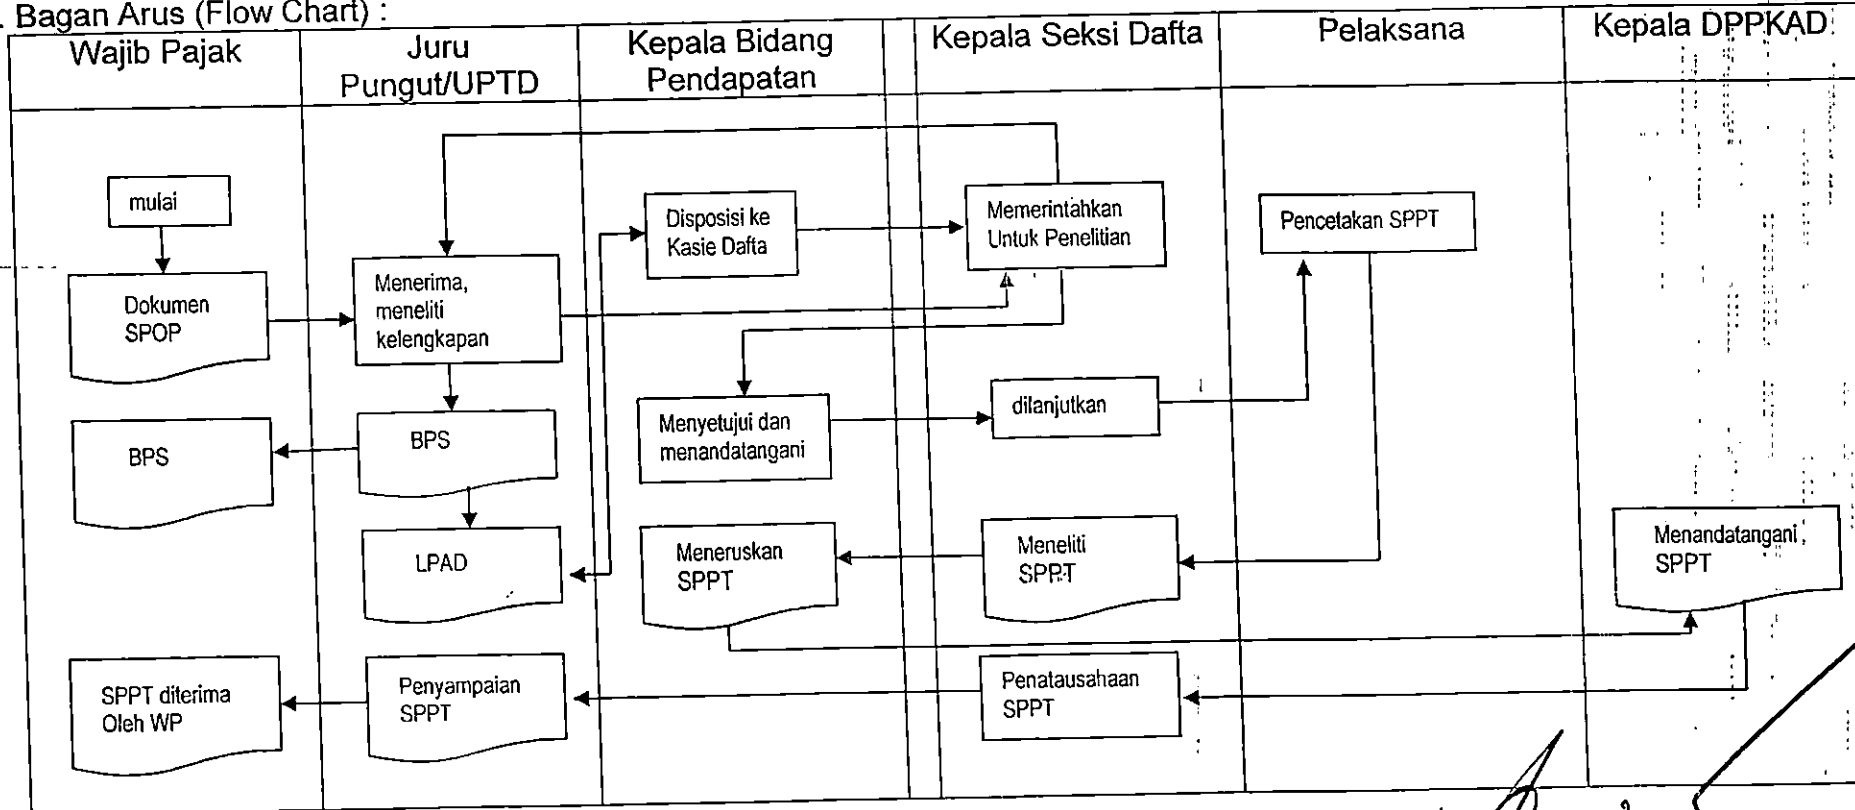 . Bagan Arus (Flow Chart) :
Wajib Pajak
Juru
Pungut/UPTD
Kepala Bidang
Pendapatan
Kepala Seksi Dafta
Pelaksana
Kepala DPPKAD
mulai
Disposisi ke
Kasie Dafta
Memerintahkan
Untuk Penelitian
Pencetakan SPPT
Dokumen
SPOP
Menerima,
meneliti
kelengkapan
BPS
BPS
Menyetujui dan
menandatangani
dilanjutkan
LPAD
Meneruskan
SPPT
Meneliti
SPPT
Menandatangani
SPPT
SPPT diterima
Oleh WP
Penyampaian
SPPT
Penatausahaan
SPPT